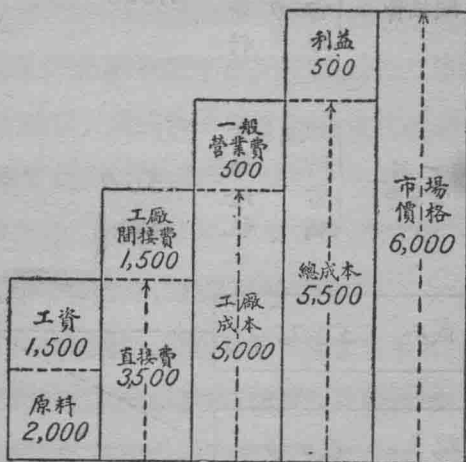 利益
500
一般
營業費
500
市場
價格
6,000
工廠
間接費
1,500
總成本
5,500
工廠
成本
5,000
工資
1,500
直接費
3,500
原料
2,000